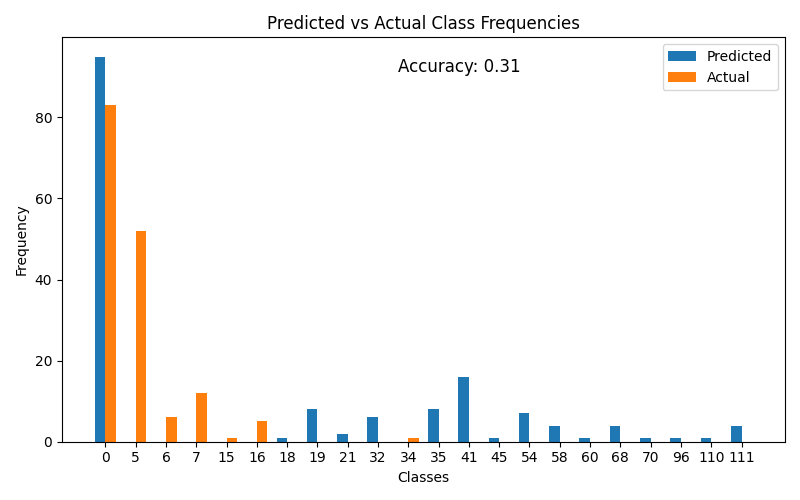 Predicted vs Actual Class Frequencies
Accuracy: 0.31
Predicted
Actual
Frequency
80
60
40
20
0
0 5 6 7 15 16 18 19 21 32 34 35 41 45 54 58 60 68 70 96 110 111
Classes